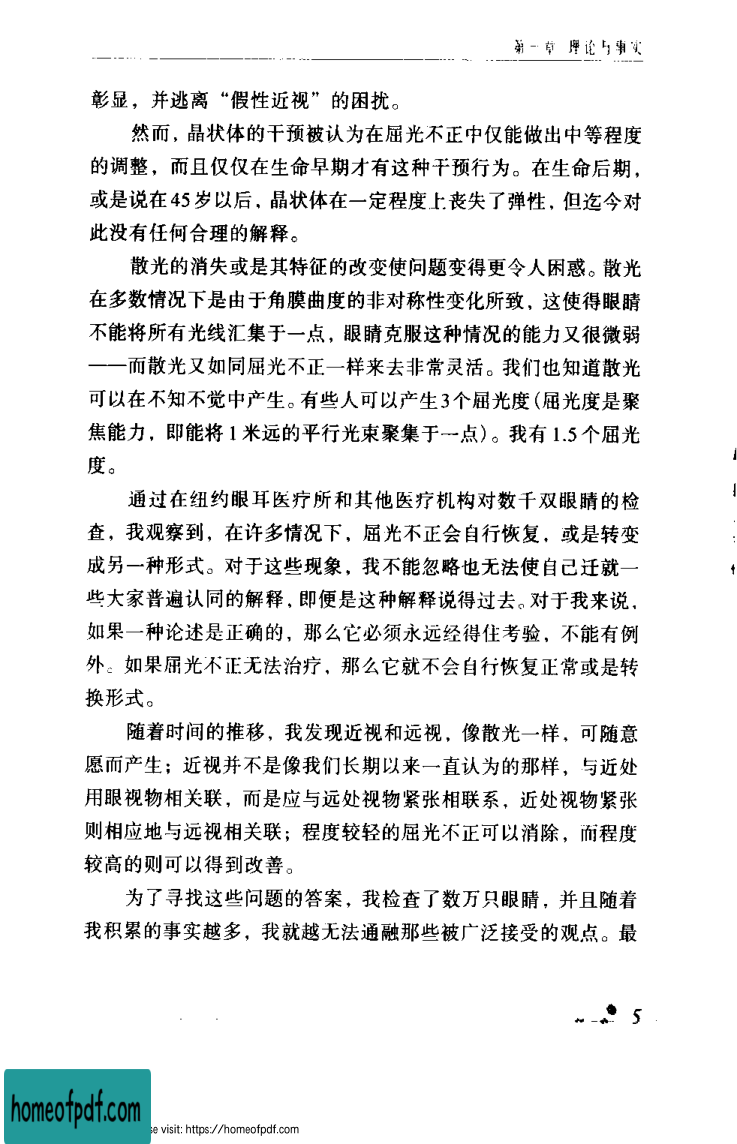 第一章 理论与事实
彰显，并逃离“假性近视”的困扰。
然而，晶状体的干预被认为在屈光不正中仅能做出中等程度
的调整，而且仅仅在生命早期才有这种干预行为。在生命后期，
或是说在45岁以后，晶状体在一定程度上丧失了弹性，但迄今对
此没有任何合理的解释。
散光的消失或是其特征的改变使问题变得更令人困惑。散光
在多数情况下是由于角膜曲度的非对称性变化所致，这使得眼睛
不能将所有光线汇集于一点，眼睛克服这种情况的能力又很微弱
——而散光又如同屈光不正一样来去非常灵活。我们也知道散光
可以在不知不觉中产生。有些人可以产生3个屈光度（屈光度是聚
焦能力，即能将1米远的平行光束聚集于一点）。我有1.5个屈光
度。
通过在纽约眼耳医疗所和其他医疗机构对数千双眼睛的检
查，我观察到，在许多情况下，屈光不正会自行恢复，或是转变
成另一种形式。对于这些现象，我不能忽略也无法使自己迁就一
些大家普遍认同的解释，即便是这种解释说得过去。对于我来说，
如果一种论述是正确的，那么它必须永远经得住考验，不能有例
外。如果屈光不正无法治疗，那么它就不会自行恢复正常或是转
换形式。
随着时间的推移，我发现近视和远视，像散光一样，可随意
愿而产生；近视并不是像我们长期以来一直认为的那样，与近处
用眼视物相关联，而是应与远处视物紧张相联系，近处视物紧张
则相应地与远视相关联；程度较轻的屈光不正可以消除，而程度
较高的则可以得到改善。
为了寻找这些问题的答案，我检查了数万只眼睛，并且随着
我积累的事实越多，我就越无法通融那些被广泛接受的观点。最
5
homeofpdf.com
se visit: https://homeofpdf.com